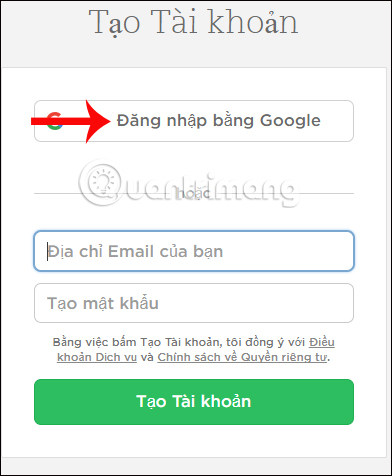 Tạo Tài khoản
Đăng nhập bằng Google
Quantrimang
hoặc
Địa chỉ Email của bạn
Tạo mật khẩu
Bằng việc bấm Tạo Tài khoản, tôi đồng ý với Điều
khoản Dịch vụ và Chính sách về Quyền riêng tư.
Tạo Tài khoản